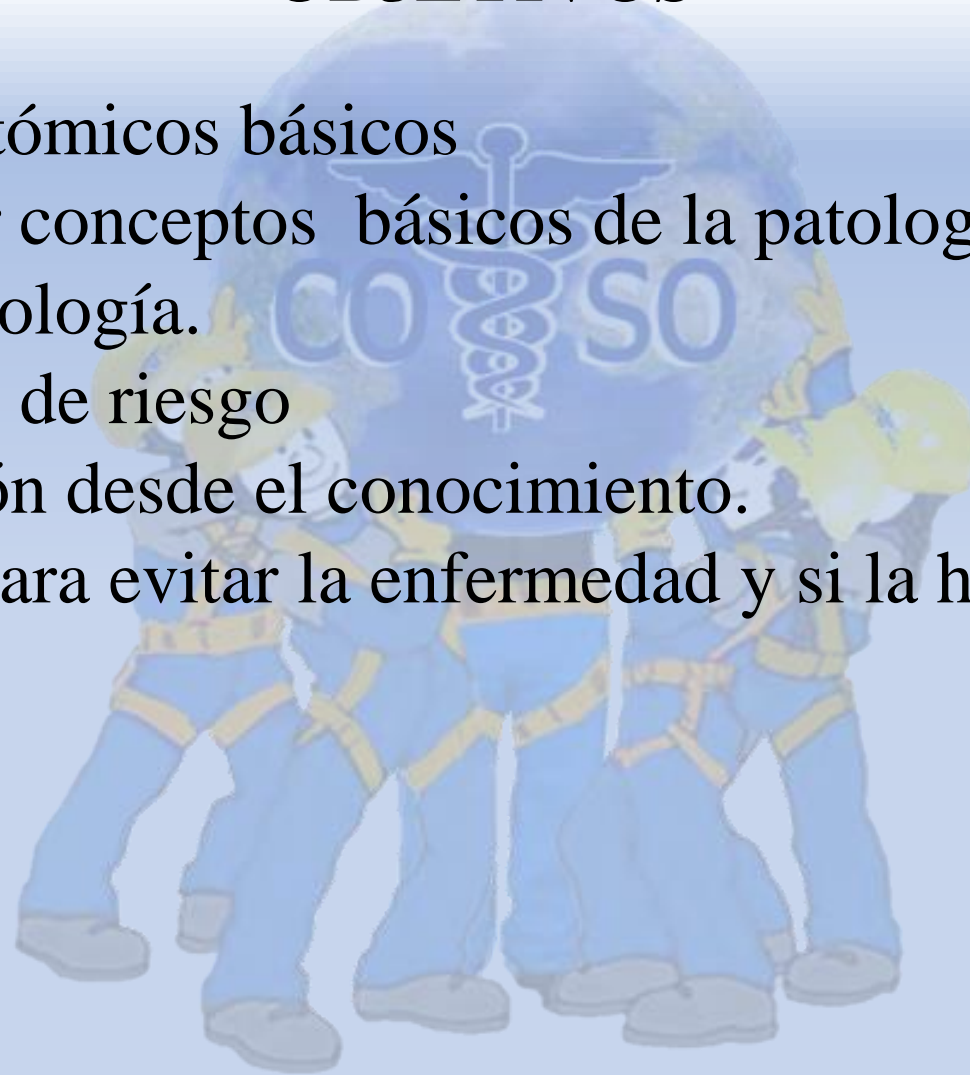 tómicos básicos
conceptos básicos de la patolog
ología.
de riesgo
ón desde el conocimiento.
ara evitar la enfermedad y si la h
CO SO